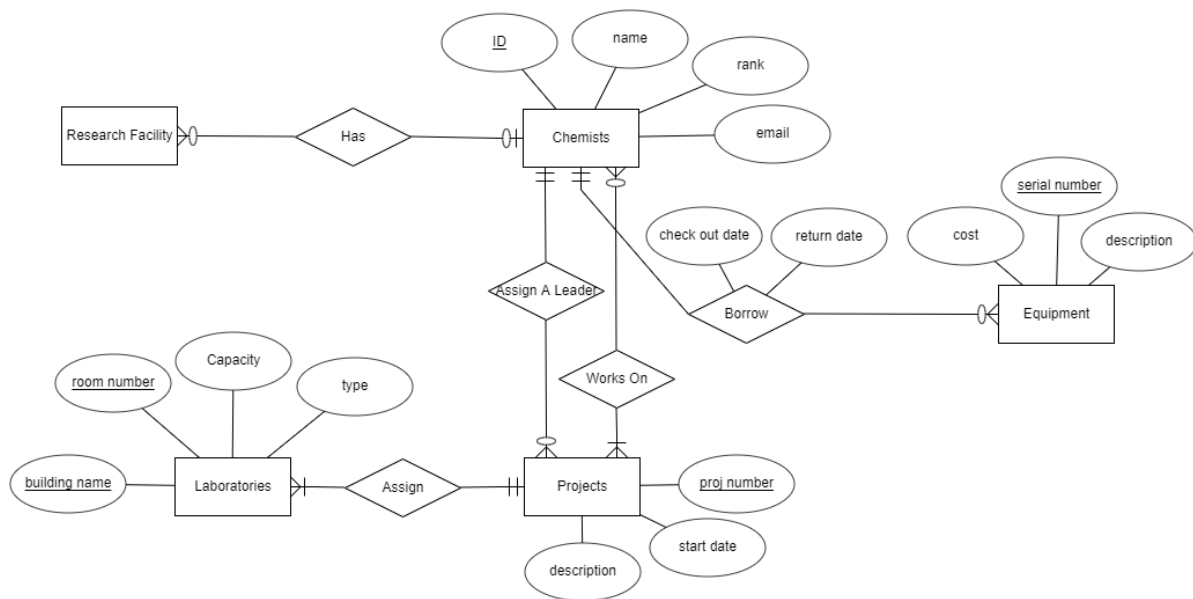 ID
name
rank
email
Research Facility
Has
Chemists
serial number
check out date
return date
cost
description
Assign A Leader
Borrow
Equipment
Capacity
room number
type
Works On
building name
Laboratories
Assign
Projects
proj number
start date
description